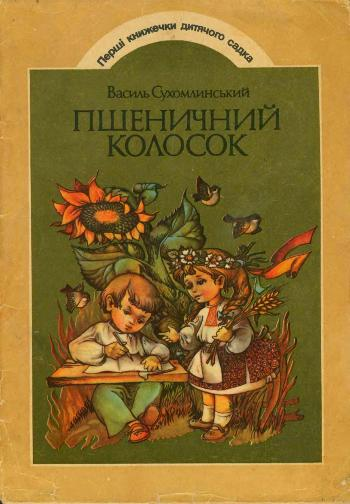 Перші книжечки дитячого садка
Василь Сухомлинський
ПШЕНИЧНИЙ
КОЛОСОК